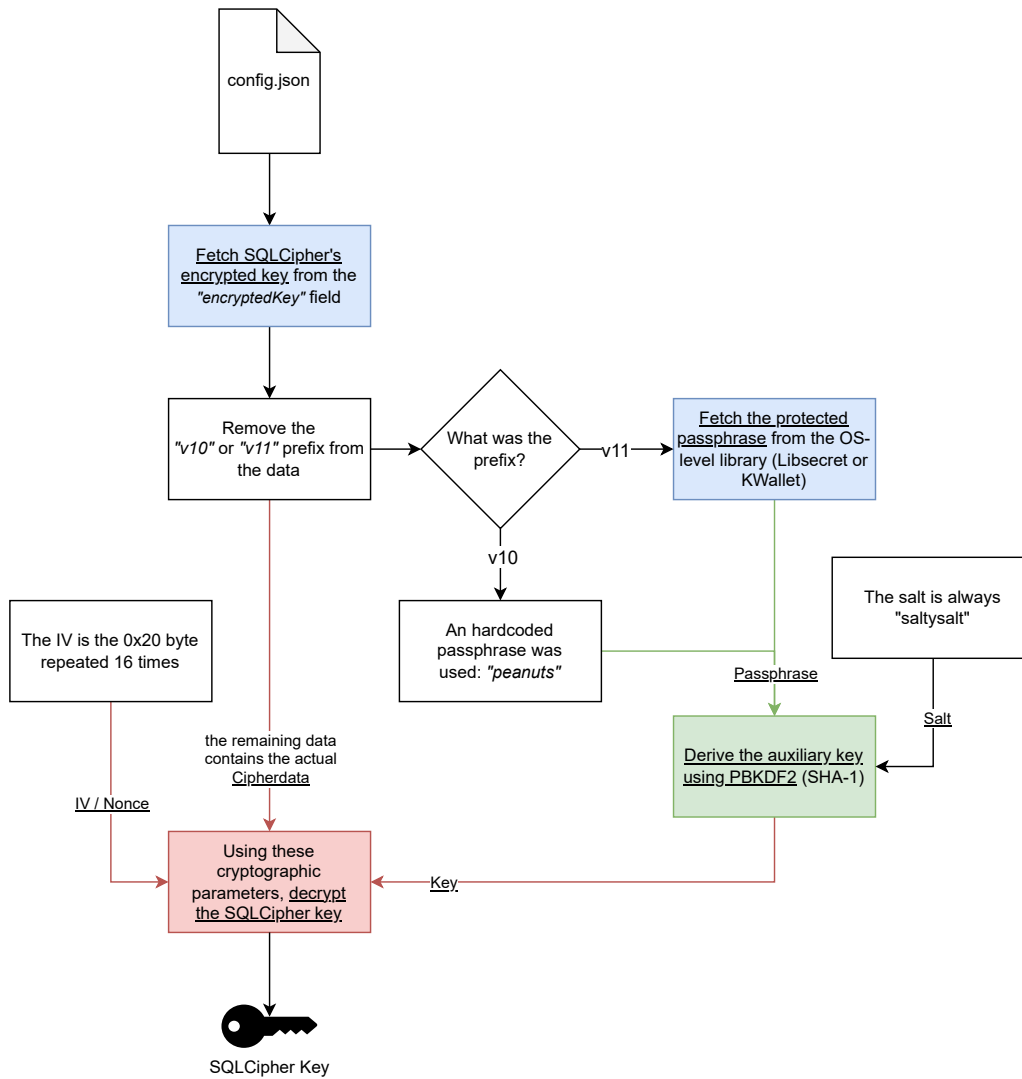 config.json
Fetch SQLCipher's
encrypted key from the
"encryptedKey" field
Remove the
"v10" or "v11" prefix from
the data
What was the
prefix?
v11
Fetch the protected
passphrase from the OS-
level library (Libsecret or
KWallet)
v10
The salt is always
"saltysalt"
The IV is the 0x20 byte
repeated 16 times
An hardcoded
passphrase was
used: "peanuts"
Passphrase
Salt
the remaining data
contains the actual
Cipherdata
Derive the auxiliary key
using PBKDF2 (SHA-1)
IV / Nonce
Using these
cryptographic
parameters, decrypt
the SQLCipher key
Key
SQLCipher Key